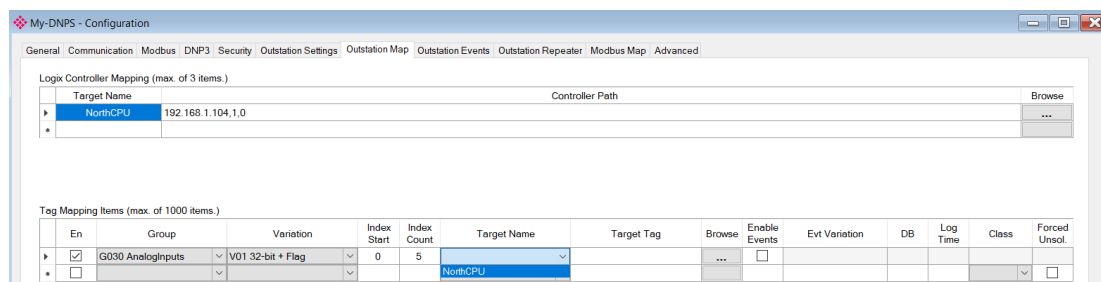 My-DNPS - Configuration
General Communication Modbus DNP3 Security Outstation Settings Outstation Map Outstation Events Outstation Repeater Modbus Map Advanced
Logix Controller Mapping (max. of 3 items.)
Target Name Controller Path Browse
NorthCPU 192.168.1.104,1,0 ...
Tag Mapping Items (max. of 1000 items.)
En Group Variation Index Start Index Count Target Name Target Tag Browse Enable Events Evt Variation DB Log Time Class Forced Unsol.
G030 AnalogInputs V01 32-bit + Flag 0 5 ...
NorthCPU